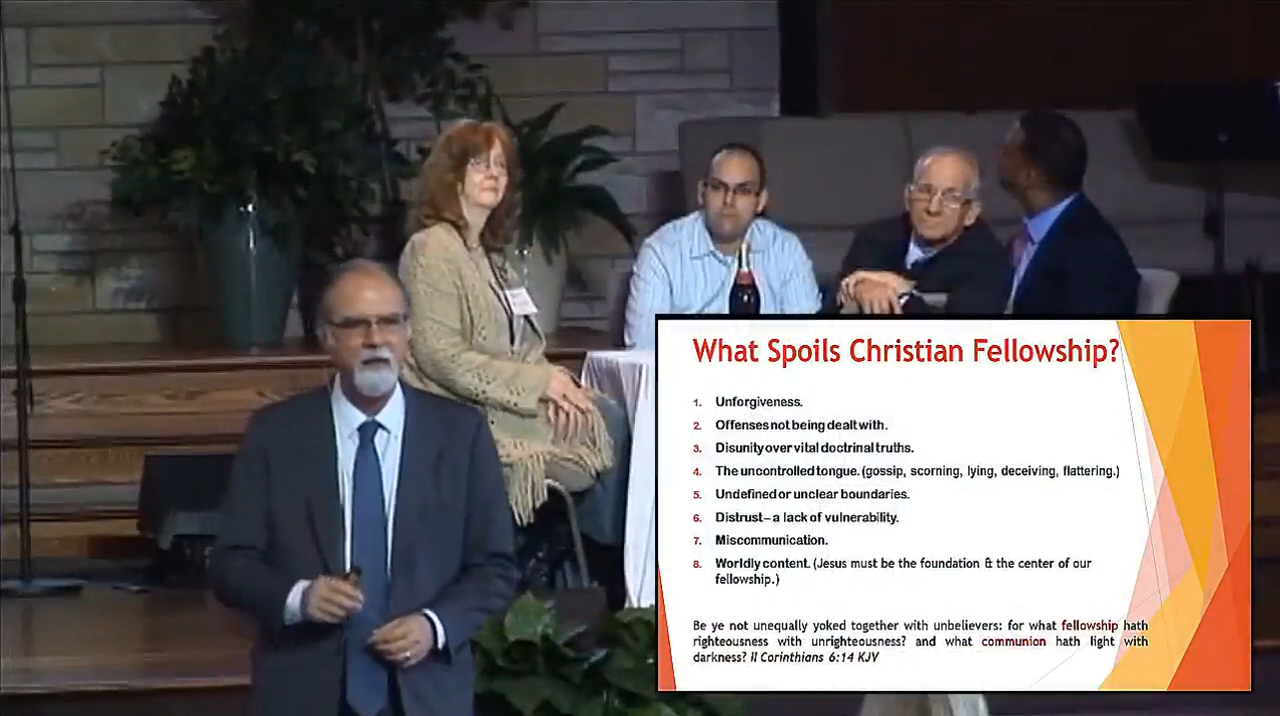 What Spoils Christian Fellowship?
1. Unforgiveness.
2. Offenses not being dealt with.
3. Disunity over vital doctrinal truths.
4. The uncontrolled tongue. (gossip, scorning, lying, deceiving, flattering.)
5. Undefined or unclear boundaries.
6. Distrust – a lack of vulnerability.
7. Miscommunication.
8. Worldly content. (Jesus must be the foundation & the center of our
fellowship.)
Be ye not unequally yoked together with unbelievers: for what fellowship hath
righteousness with unrighteousness? and what communion hath light with
darkness? II Corinthians 6:14 KJV